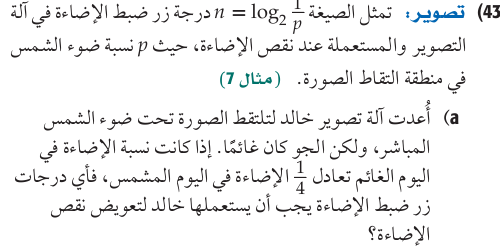 43) تصوير: تمثل الصيغة n = log₂ 1/p درجة زر ضبط الإضاءة في آلة
التصوير والمستعملة عند نقص الإضاءة، حيث p نسبة ضوء الشمس
في منطقة التقاط الصورة. (مثال 7)
a) أُعدت آلة تصوير خالد لتلتقط الصورة تحت ضوء الشمس
المباشر، ولكن الجو كان غائمًا. إذا كانت نسبة الإضاءة في
اليوم الغائم تعادل 1/4 الإضاءة في اليوم المشمس، فأي درجات
زر ضبط الإضاءة يجب أن يستعملها خالد لتعويض نقص
الإضاءة؟